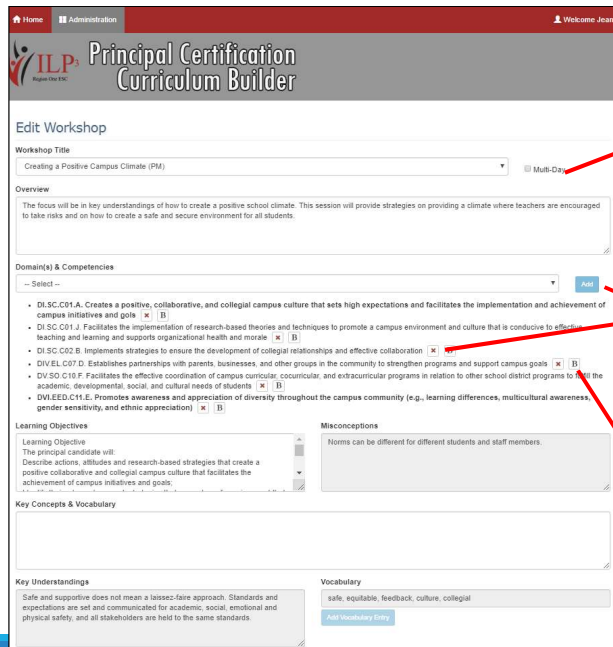 Home Administration Welcome Jean
ILP3 Region One ESC
Principal Certification
Curriculum Builder
Edit Workshop
Workshop Title
Creating a Positive Campus Climate (PM)
Multi-Day
Overview
The focus will be in key understandings of how to create a positive school climate. This session will provide strategies on providing a climate where teachers are encouraged
to take risks and on how to create a safe and secure environment for all students.
Domain(s) & Competencies
-- Select --
Add
DI.SC.C01.A. Creates a positive, collaborative, and collegial campus culture that sets high expectations and facilitates the implementation and achievement of
campus initiatives and gols x B
DI.SC.C01.J. Facilitates the implementation of research-based theories and techniques to promote a campus environment and culture that is conducive to effective
teaching and learning and supports organizational health and morale x B
DI.SC.C02.B. Implements strategies to ensure the development of collegial relationships and effective collaboration x B
DIV.EL.C07.D. Establishes partnerships with parents, businesses, and other groups in the community to strengthen programs and support campus goals x B
DV.SO.C10.F. Facilitates the effective coordination of campus curricular, cocurricular, and extracurricular programs in relation to other school district programs to fulfill the
academic, developmental, social, and cultural needs of students x B
DVI.EED.C11.E. Promotes awareness and appreciation of diversity throughout the campus community (e.g., learning differences, multicultural awareness,
gender sensitivity, and ethnic appreciation) x B
Learning Objectives
Learning Objective
The principal candidate will:
Describe actions, attitudes and research-based strategies that create a
positive collaborative and collegial campus culture that facilitates the
achievement of campus initiatives and goals;
Misconceptions
Norms can be different for different students and staff members.
Key Concepts & Vocabulary
Key Understandings
Safe and supportive does not mean a laissez-faire approach. Standards and
expectations are set and communicated for academic, social, emotional and
physical safety, and all stakeholders are held to the same standards
Vocabulary
safe, equitable, feedback, culture, collegial
Add Vocabulary Entry